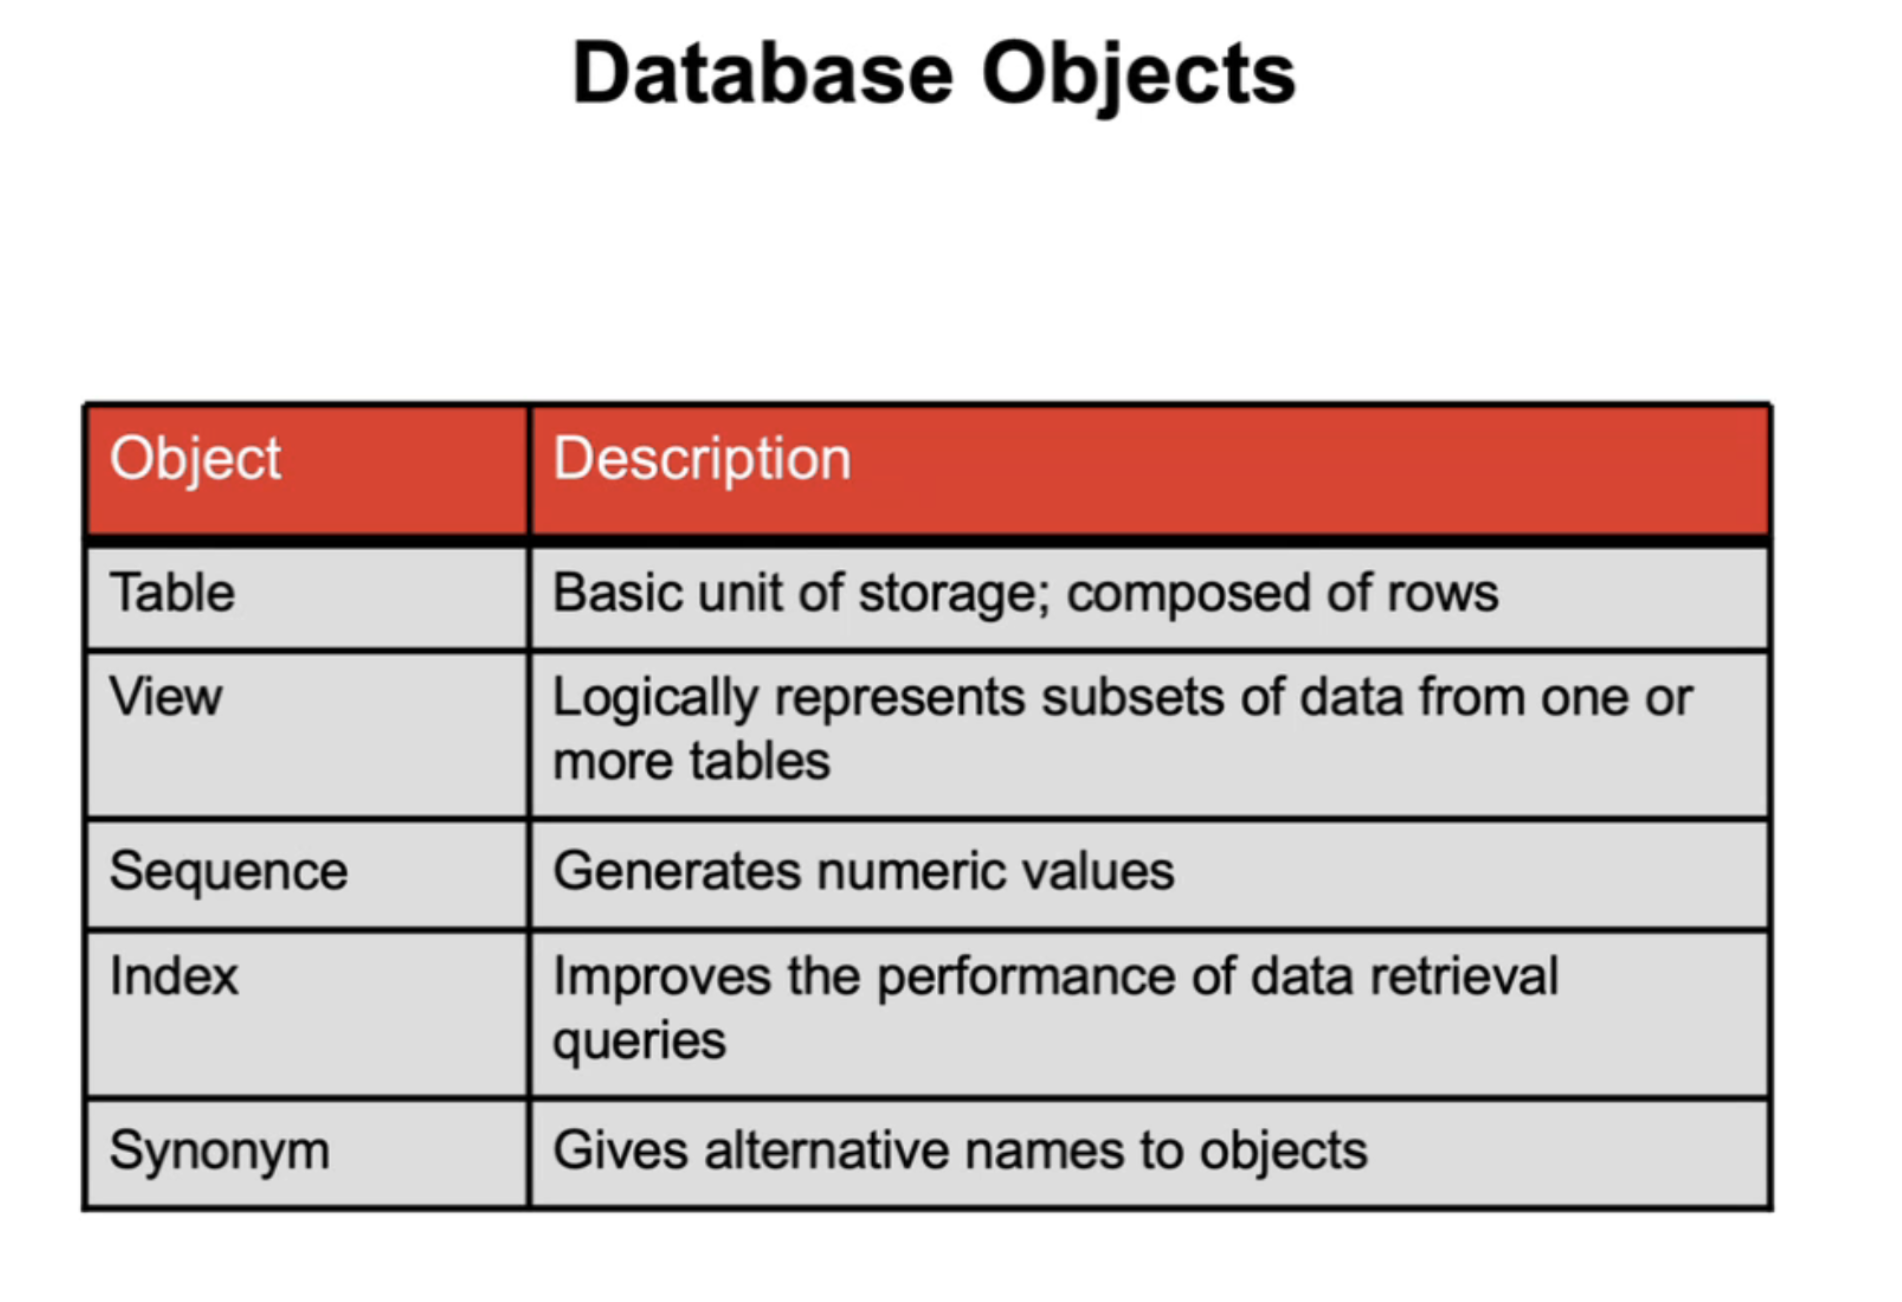 Database Objects
Object
Description
Table
Basic unit of storage; composed of rows
View
Logically represents subsets of data from one or
more tables
Sequence
Generates numeric values
Index
Improves the performance of data retrieval
queries
Synonym
Gives alternative names to objects